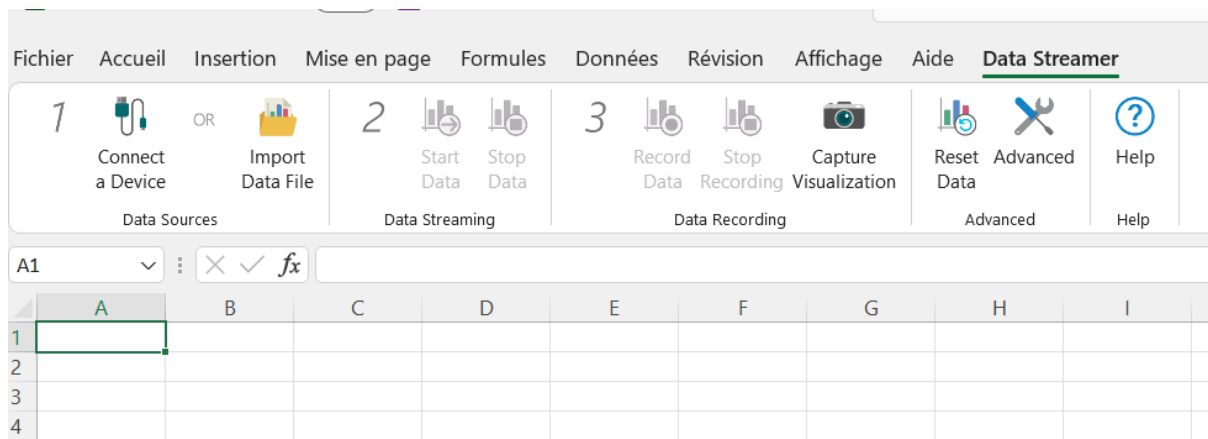 Fichier Accueil Insertion Mise en page Formules Données Révision Affichage Aide Data Streamer
1 OR 2 3 ?
Connect Import Start Stop Record Stop Capture Reset Advanced Help
a Device Data File Data Data Data Recording Visualization Data
Data Sources Data Streaming Data Recording Advanced Help
A1 fx
A B C D E F G H I
1
2
3
4